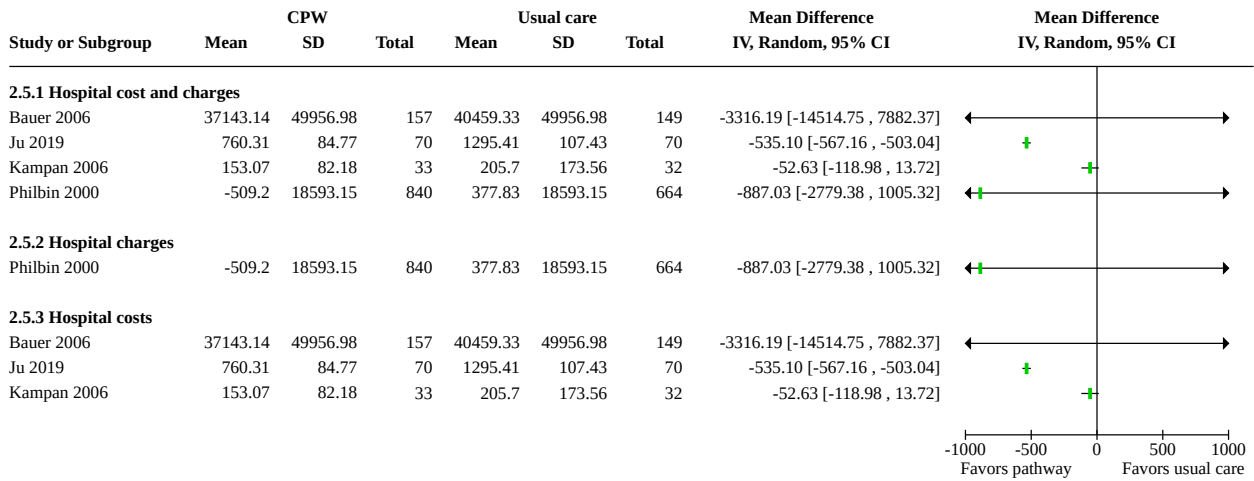 CPW Usual care Mean Difference Mean Difference
Study or Subgroup Mean SD Total Mean SD Total IV, Random, 95% CI IV, Random, 95% CI
2.5.1 Hospital cost and charges
Bauer 2006 37143.14 49956.98 157 40459.33 49956.98 149 -3316.19 [-14514.75 , 7882.37]
Ju 2019 760.31 84.77 70 1295.41 107.43 70 -535.10 [-567.16 , -503.04]
Kampan 2006 153.07 82.18 33 205.7 173.56 32 -52.63 [-118.98 , 13.72]
Philbin 2000 -509.2 18593.15 840 377.83 18593.15 664 -887.03 [-2779.38 , 1005.32]
2.5.2 Hospital charges
Philbin 2000 -509.2 18593.15 840 377.83 18593.15 664 -887.03 [-2779.38 , 1005.32]
2.5.3 Hospital costs
Bauer 2006 37143.14 49956.98 157 40459.33 49956.98 149 -3316.19 [-14514.75 , 7882.37]
Ju 2019 760.31 84.77 70 1295.41 107.43 70 -535.10 [-567.16 , -503.04]
Kampan 2006 153.07 82.18 33 205.7 173.56 32 -52.63 [-118.98 , 13.72]
-1000 -500 0 500 1000
Favors pathway Favors usual care